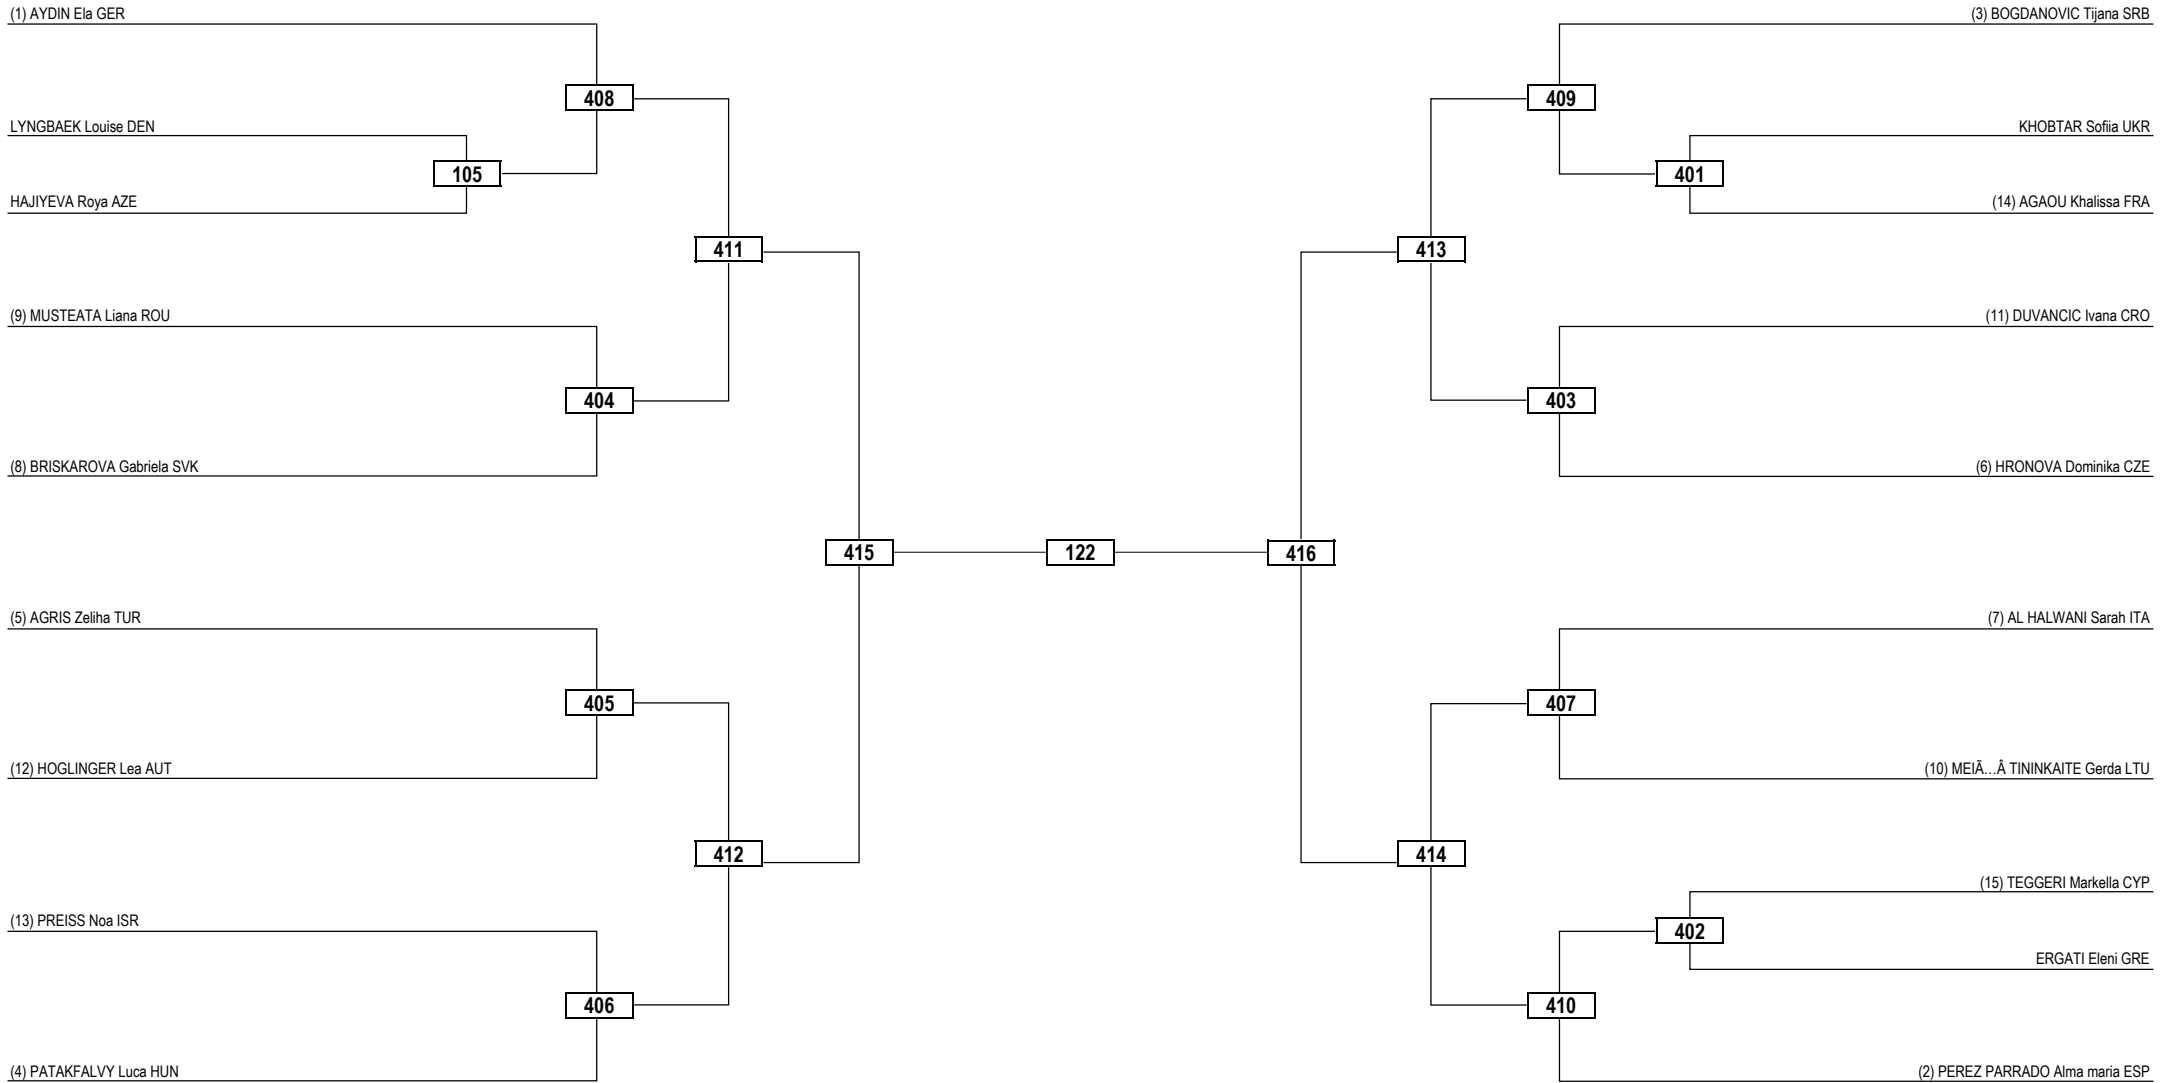 (1) AYDIN Ela GER
(3) BOGDANOVIC Tijana SRB
408
409
LYNGBAEK Louise DEN
KHOBTAR Sofiia UKR
105
401
HAJIYEVA Roya AZE
(14) AGAOU Khalissa FRA
411
413
(9) MUSTEATA Liana ROU
(11) DUVANCIC Ivana CRO
404
403
(8) BRISKAROVA Gabriela SVK
(6) HRONOVA Dominika CZE
415
122
416
(5) AGRIS Zeliha TUR
(7) AL HALWANI Sarah ITA
405
407
(12) HOGLINGER Lea AUT
(10) MEIÃ…Â TININKAITE Gerda LTU
412
414
(15) TEGGERI Markella CYP
(13) PREISS Noa ISR
402
ERGATI Eleni GRE
406
410
(4) PATAKFALVY Luca HUN
(2) PEREZ PARRADO Alma maria ESP